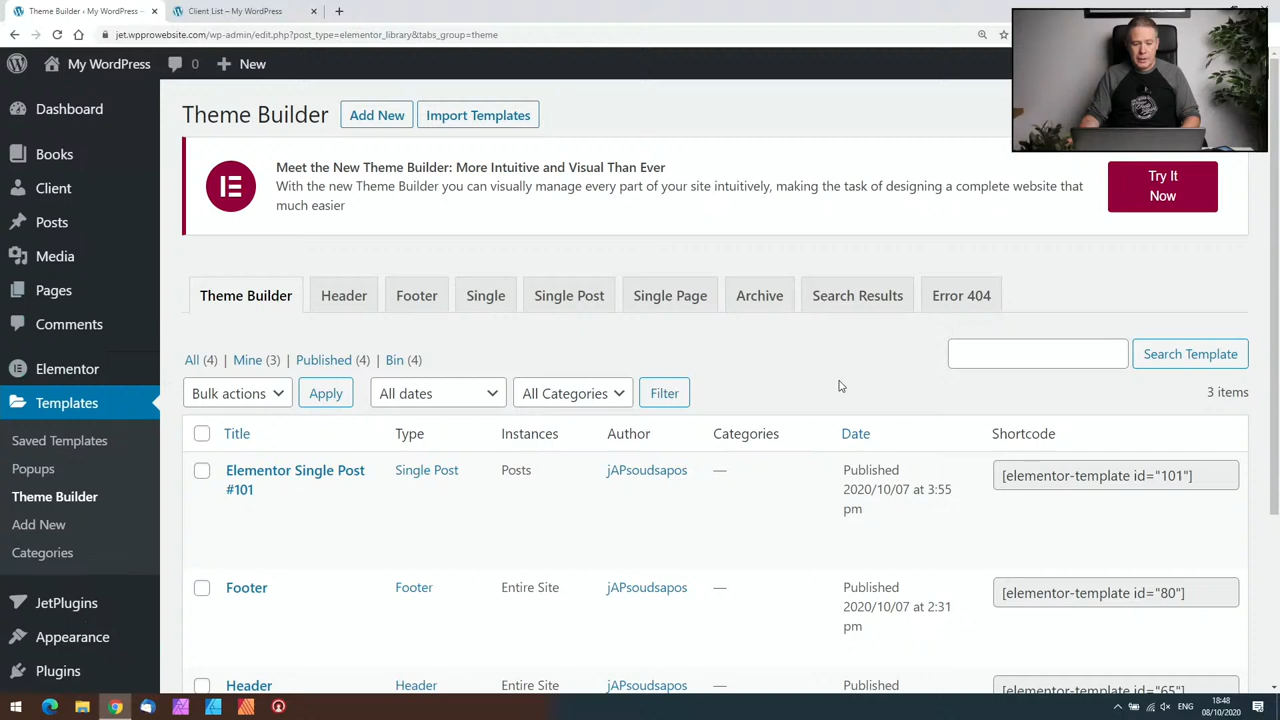 Theme Builder › My WordPress –
Client List – My WordPress
jet.wpprowebsite.com/wp-admin/edit.php?post_type=elementor_library&tabs_group=theme
My WordPress
0
New
Dashboard
Books
Client
Posts
Media
Pages
Comments
Elementor
Templates
Saved Templates
Popups
Theme Builder
Add New
Categories
JetPlugins
Appearance
Plugins
Theme Builder
Add New
Import Templates
Meet the New Theme Builder: More Intuitive and Visual Than Ever
With the new Theme Builder you can visually manage every part of your site intuitively, making the task of designing a complete website that
much easier
Try It
Now
Theme Builder
Header
Footer
Single
Single Post
Single Page
Archive
Search Results
Error 404
All (4) | Mine (3) | Published (4) | Bin (4)
Search Template
Bulk actions
Apply
All dates
All Categories
Filter
3 items
Title
Type
Instances
Author
Categories
Date
Shortcode
Elementor Single Post
#101
Single Post
Posts
jAPsoudsapos
—
Published
2020/10/07 at 3:55
pm
[elementor-template id="101"]
Footer
Footer
Entire Site
jAPsoudsapos
—
Published
2020/10/07 at 2:31
pm
[elementor-template id="80"]
Header
Header
Entire Site
jAPsoudsapos
—
Published
[elementor-template id="65"]
ENG
18:48
08/10/2020